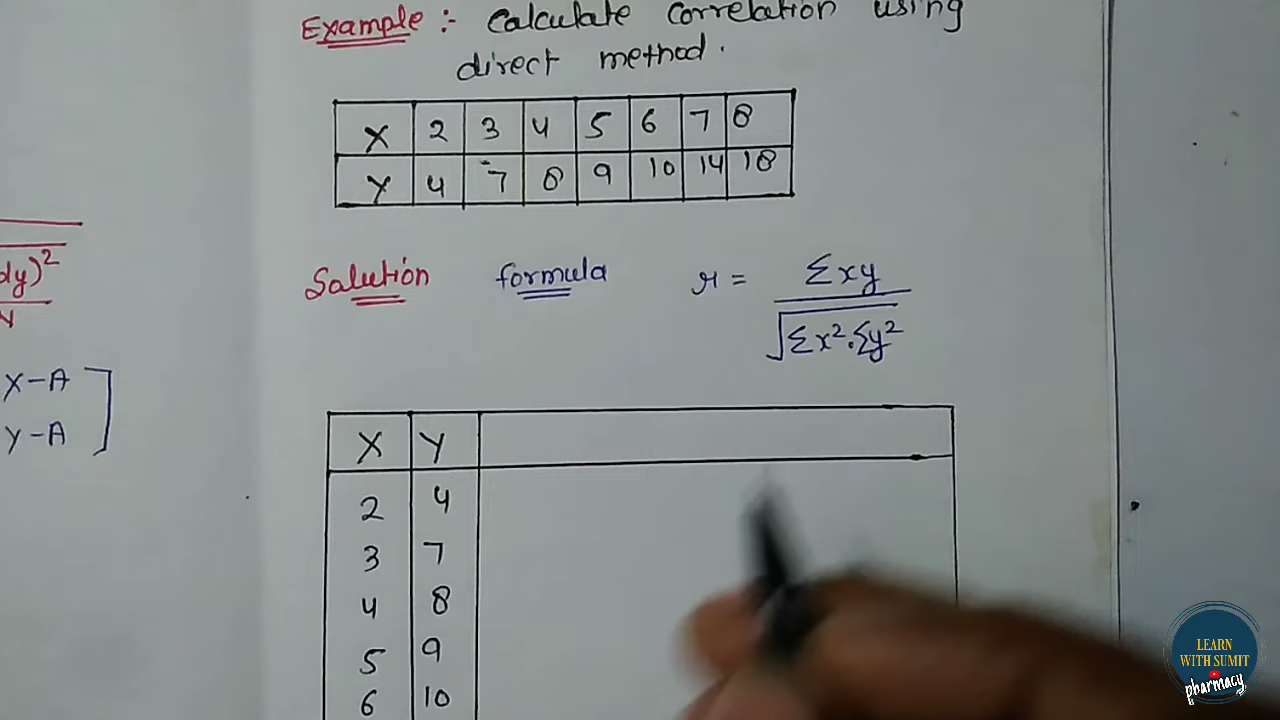 Example :- Calculate correlation using
direct method.
X 2 3 4 5 6 7 8
Y 4 7 8 9 10 14 18
Solution formula r = Σxy
√Σx².Σy²
dy)²
X-A
Y-A
X Y
2 4
3 7
4 8
5 9
6 10
LEARN
WITH SUMIT
pharmacy